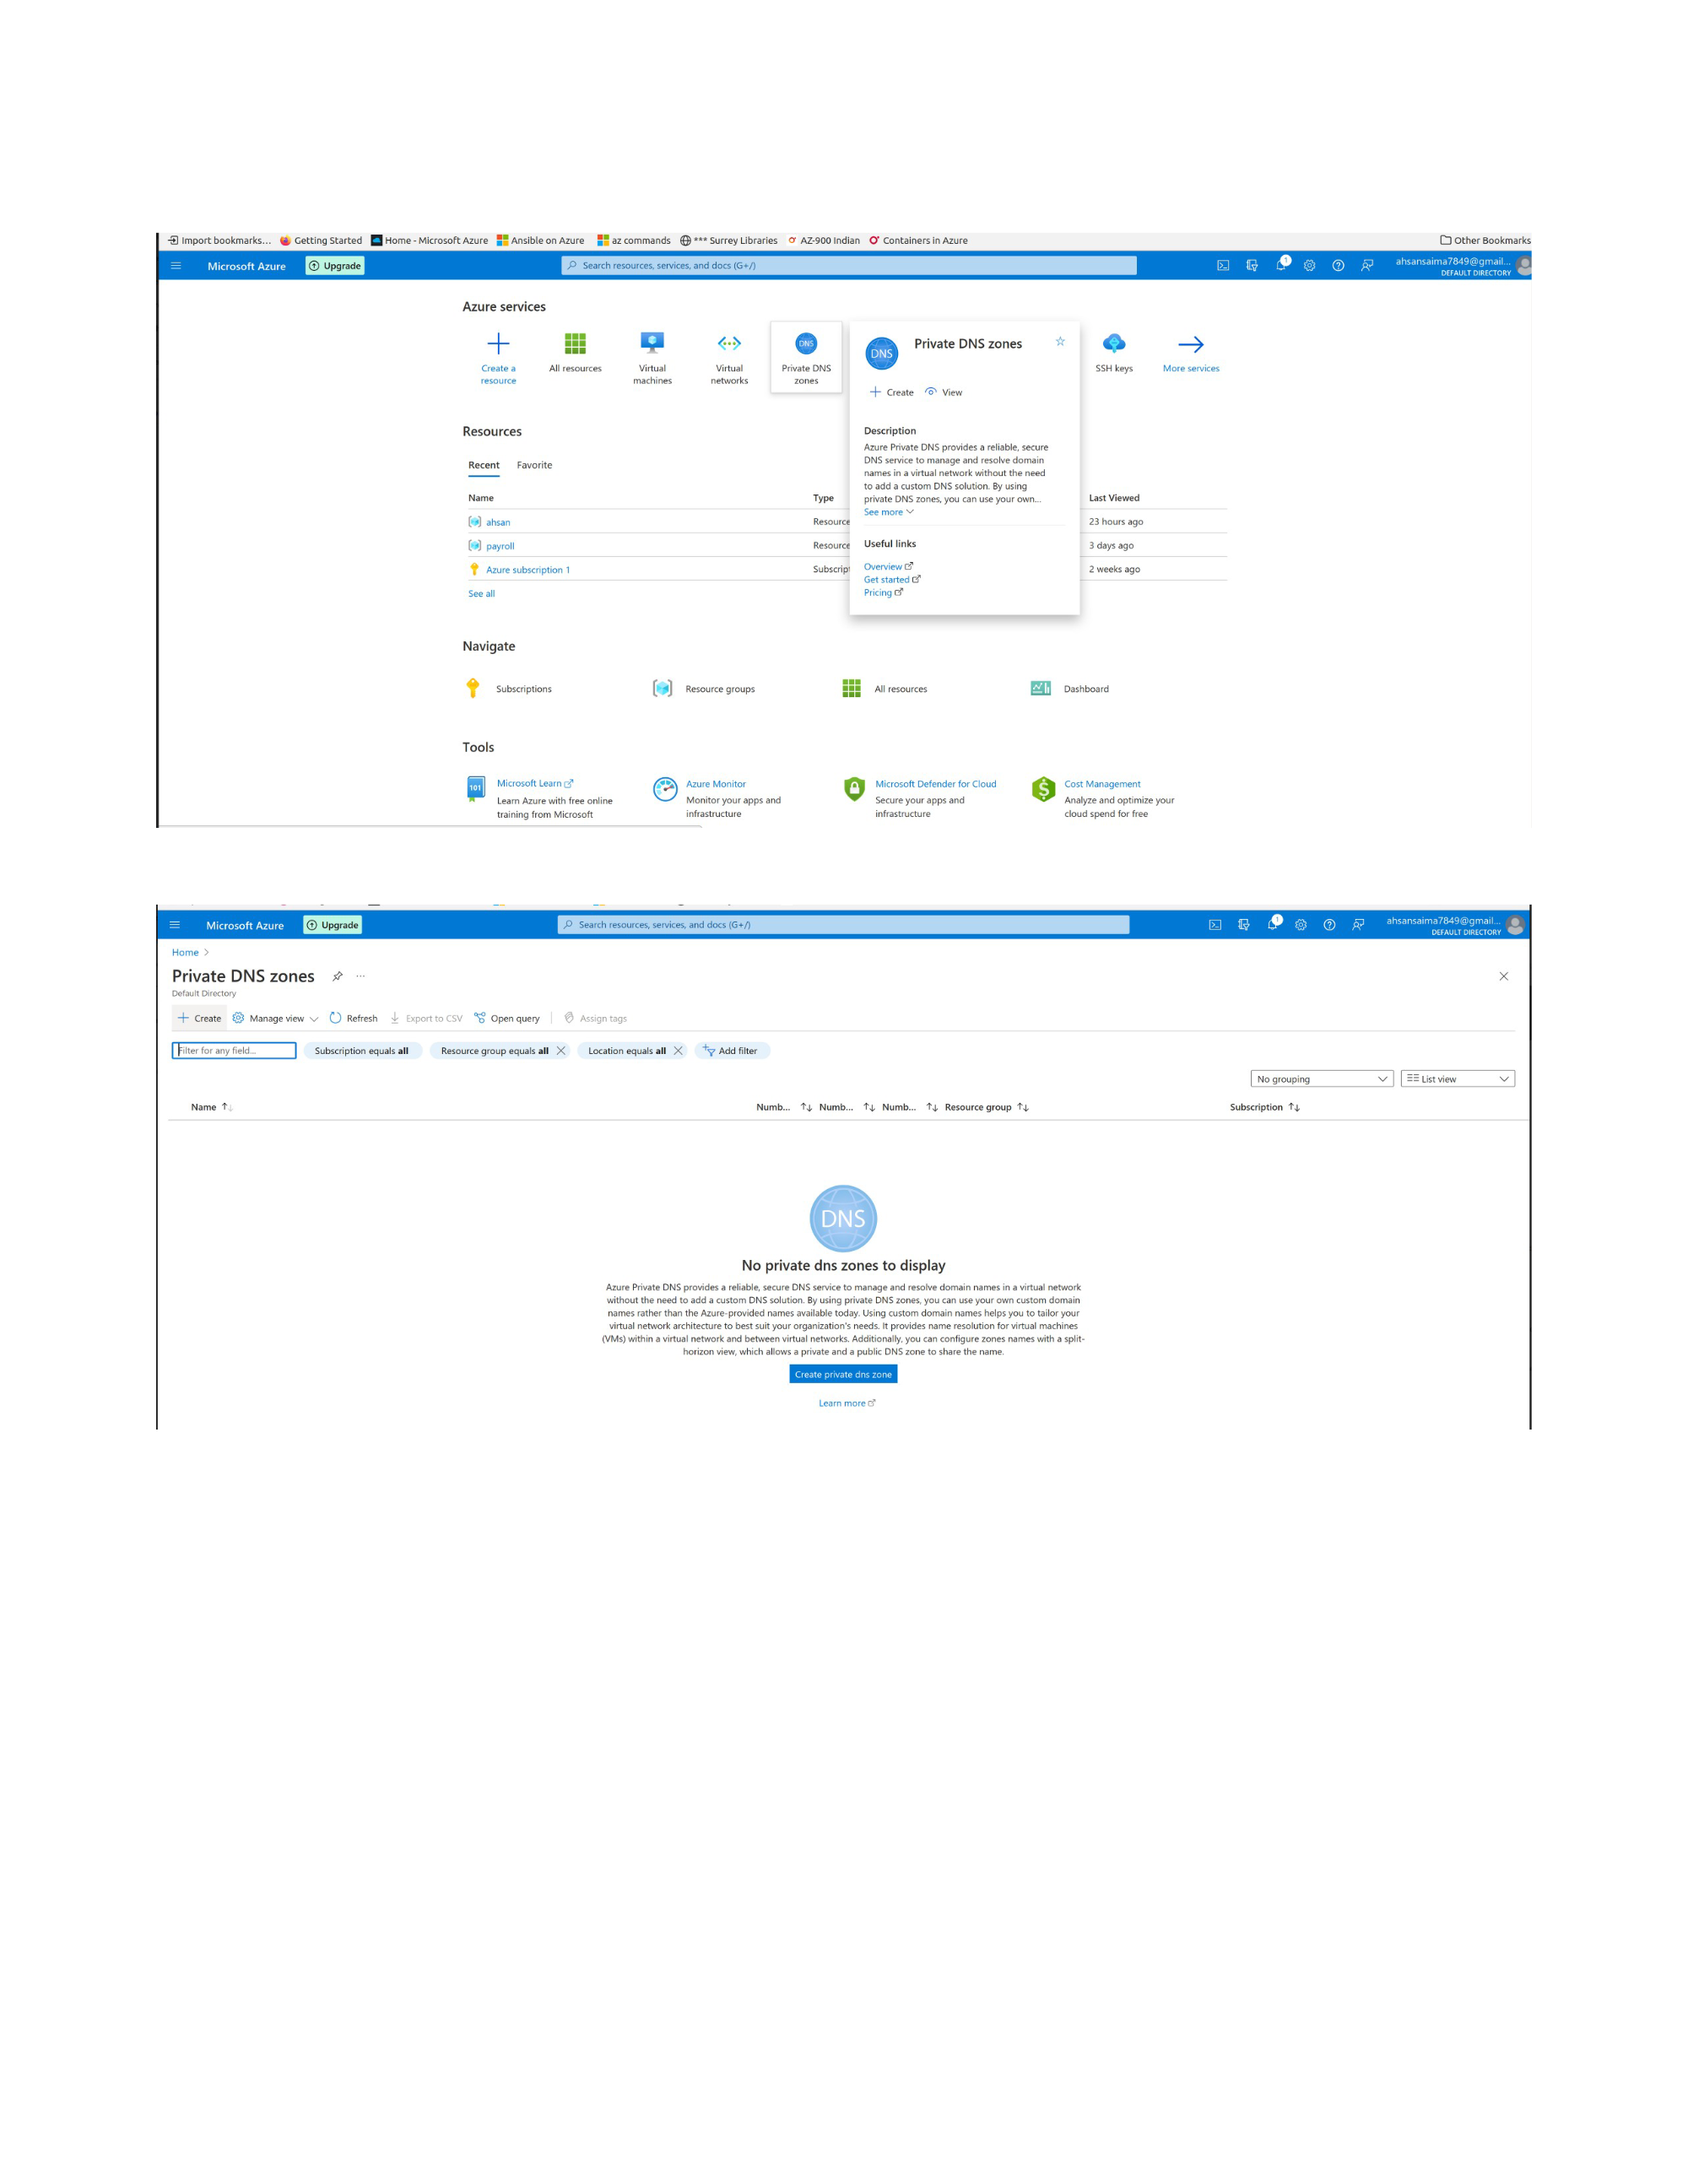 Import bookmarks... Getting Started Home - Microsoft Azure Ansible on Azure az commands *** Surrey Libraries AZ-900 Indian Containers in Azure Other Bookmarks
Microsoft Azure Upgrade Search resources, services, and docs (G+/) 1 ahsansaima7849@gmail...
DEFAULT DIRECTORY
Azure services
Create a resource
All resources
Virtual machines
Virtual networks
DNS
Private DNS zones
SSH keys
More services
DNS
Private DNS zones
Create View
Description
Azure Private DNS provides a reliable, secure
DNS service to manage and resolve domain
names in a virtual network without the need
to add a custom DNS solution. By using
private DNS zones, you can use your own...
See more
Useful links
Overview
Get started
Pricing
Resources
Recent Favorite
Name Type Last Viewed
ahsan Resource 23 hours ago
payroll Resource 3 days ago
Azure subscription 1 Subscript 2 weeks ago
See all
Navigate
Subscriptions Resource groups All resources Dashboard
Tools
101
Microsoft Learn
Learn Azure with free online
training from Microsoft
Azure Monitor
Monitor your apps and
infrastructure
Microsoft Defender for Cloud
Secure your apps and
infrastructure
Cost Management
Analyze and optimize your
cloud spend for free
Microsoft Azure Upgrade Search resources, services, and docs (G+/) 1 ahsansaima7849@gmail...
DEFAULT DIRECTORY
Home >
Private DNS zones ...
Default Directory
Create Manage view Refresh Export to CSV Open query Assign tags
Filter for any field... Subscription equals all Resource group equals all Location equals all Add filter
No grouping List view
Name Numb... Numb... Numb... Resource group Subscription
DNS
No private dns zones to display
Azure Private DNS provides a reliable, secure DNS service to manage and resolve domain names in a virtual network
without the need to add a custom DNS solution. By using private DNS zones, you can use your own custom domain
names rather than the Azure-provided names available today. Using custom domain names helps you to tailor your
virtual network architecture to best suit your organization's needs. It provides name resolution for virtual machines
(VMs) within a virtual network and between virtual networks. Additionally, you can configure zones names with a split-
horizon view, which allows a private and a public DNS zone to share the name.
Create private dns zone
Learn more